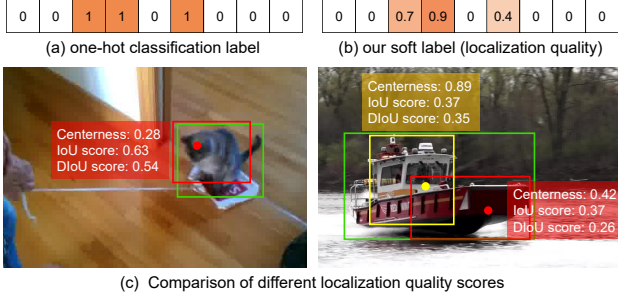 0 0 1 1 0 1 0 0 0
0 0 0.7 0.9 0 0.4 0 0 0
(a) one-hot classification label
(b) our soft label (localization quality)
Centerness: 0.28
IoU score: 0.63
DIoU score: 0.54
Centerness: 0.89
IoU score: 0.37
DIoU score: 0.35
Centerness: 0.42
IoU score: 0.37
DIoU score: 0.26
(c) Comparison of different localization quality scores